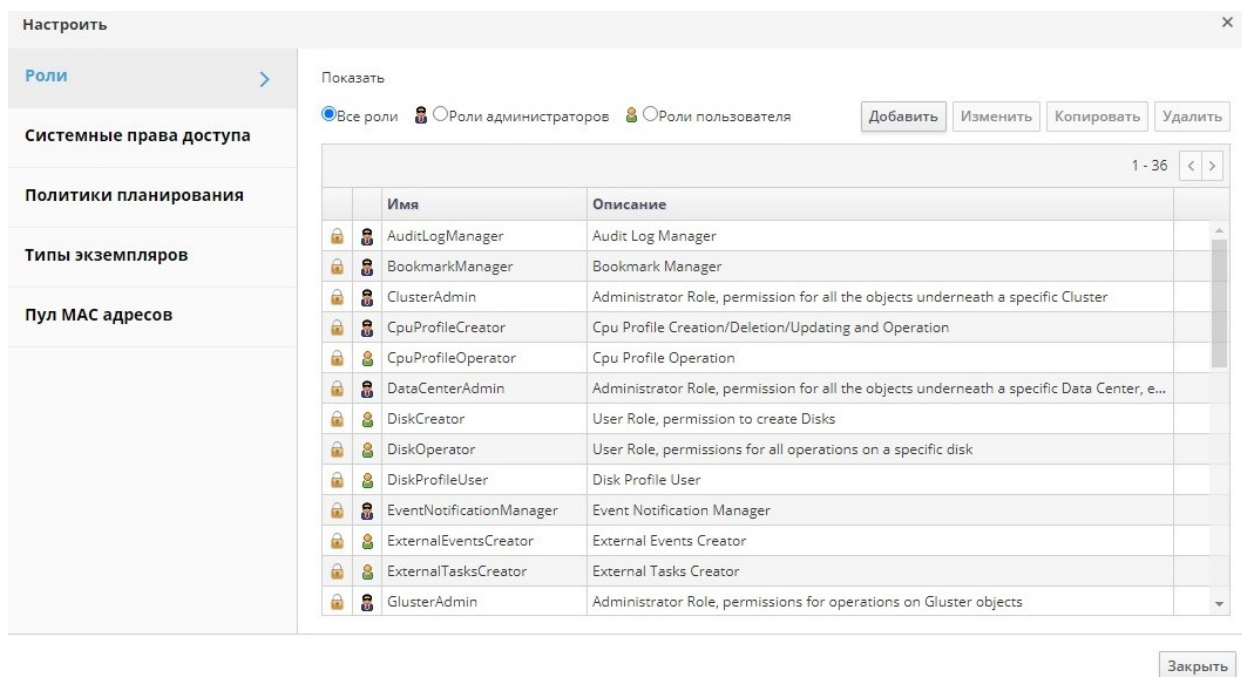 Настроить
Роли
Системные права доступа
Политики планирования
Типы экземпляров
Пул MAC адресов
Показать
Все роли Роли администраторов Роли пользователя Добавить Изменить Копировать Удалить
1 - 36
Имя Описание
AuditLogManager Audit Log Manager
BookmarkManager Bookmark Manager
ClusterAdmin Administrator Role, permission for all the objects underneath a specific Cluster
CpuProfileCreator Cpu Profile Creation/Deletion/Updating and Operation
CpuProfileOperator Cpu Profile Operation
DataCenterAdmin Administrator Role, permission for all the objects underneath a specific Data Center, e...
DiskCreator User Role, permission to create Disks
DiskOperator User Role, permissions for all operations on a specific disk
DiskProfileUser Disk Profile User
EventNotificationManager Event Notification Manager
ExternalEventsCreator External Events Creator
ExternalTasksCreator External Tasks Creator
GlusterAdmin Administrator Role, permissions for operations on Gluster objects
Закрыть